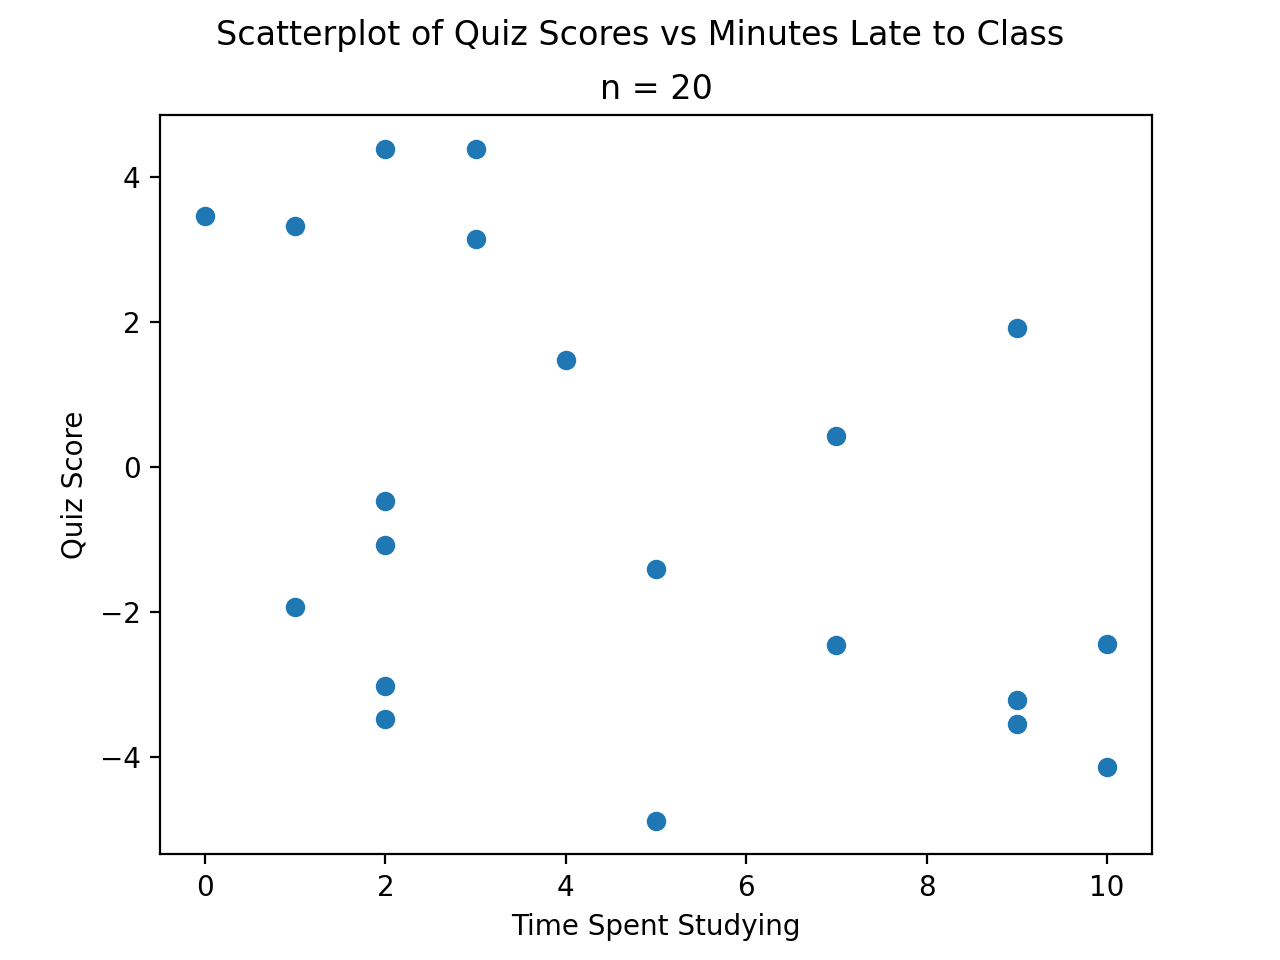 Scatterplot of Quiz Scores vs Minutes Late to Class
n = 20
4
2
0
−2
−4
Quiz Score
0 2 4 6 8 10
Time Spent Studying